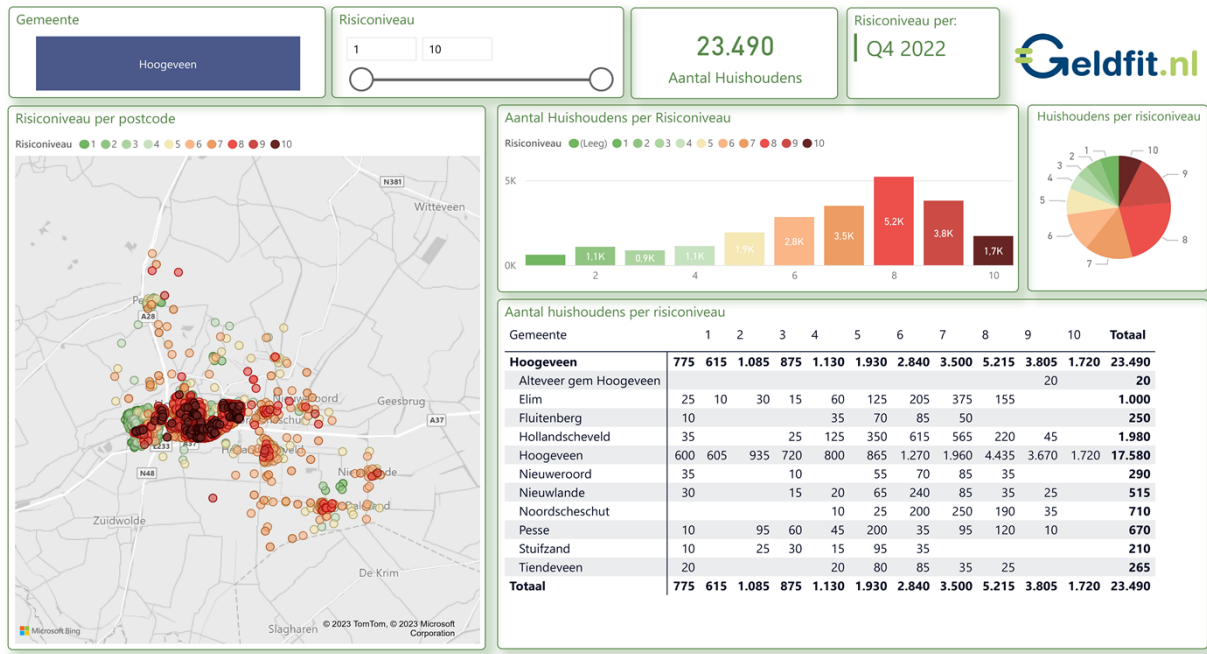 Gemeente
Hoogeveen
Risiconiveau
1 10
23.490
Aantal Huishoudens
Risiconiveau per:
Q4 2022
Geldfit.nl
Risiconiveau per postcode
Risiconiveau 1 2 3 4 5 6 7 8 9 10
N381
Witteveen
A28
Geesbrug
A37
N48
Zuidwolde
De Krim
Slagharen
Microsoft Bing
© 2023 TomTom, © 2023 Microsoft
Corporation
Aantal Huishoudens per Risiconiveau
Risiconiveau (Leeg) 1 2 3 4 5 6 7 8 9 10
5K
0K
1,1K 0,9K 1,1K 1,9K 2,8K 3,5K 5,2K 3,8K 1,7K
2 4 6 8 10
Huishoudens per risiconiveau
1 2 3 4 5 6 7 8 9 10
Aantal huishoudens per risiconiveau
Gemeente 1 2 3 4 5 6 7 8 9 10 Totaal
Hoogeveen 775 615 1.085 875 1.130 1.930 2.840 3.500 5.215 3.805 1.720 23.490
Alteveer gem Hoogeveen 20 20
Elim 25 10 30 15 60 125 205 375 155 1.000
Fluitenberg 10 35 70 85 50 250
Hollandscheveld 35 25 125 350 615 565 220 45 1.980
Hoogeveen 600 605 935 720 800 865 1.270 1.960 4.435 3.670 1.720 17.580
Nieuweroord 35 10 55 70 85 35 290
Nieuwlande 30 15 20 65 240 85 35 25 515
Noordscheschut 10 25 200 250 190 35 710
Pesse 10 95 60 45 200 35 95 120 10 670
Stuifzand 10 25 30 15 95 35 210
Tiendeveen 20 20 80 85 35 25 265
Totaal 775 615 1.085 875 1.130 1.930 2.840 3.500 5.215 3.805 1.720 23.490